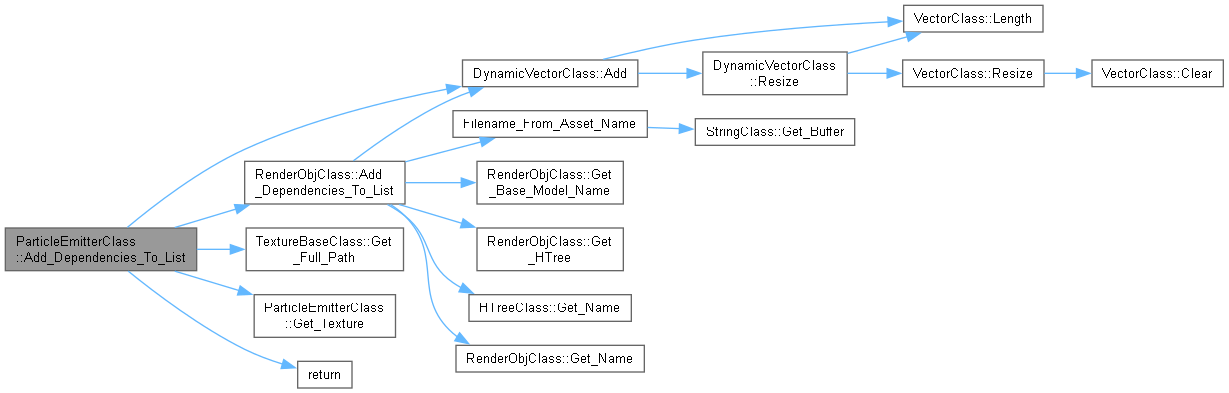 VectorClass::Length
DynamicVectorClass::Add
DynamicVectorClass
::Resize
VectorClass::Resize
VectorClass::Clear
Filename_From_Asset_Name
StringClass::Get_Buffer
RenderObjClass::Add
_Dependencies_To_List
RenderObjClass::Get
_Base_Model_Name
ParticleEmitterClass
::Add_Dependencies_To_List
TextureBaseClass::Get
_Full_Path
RenderObjClass::Get
_HTree
ParticleEmitterClass
::Get_Texture
HTreeClass::Get_Name
RenderObjClass::Get_Name
return